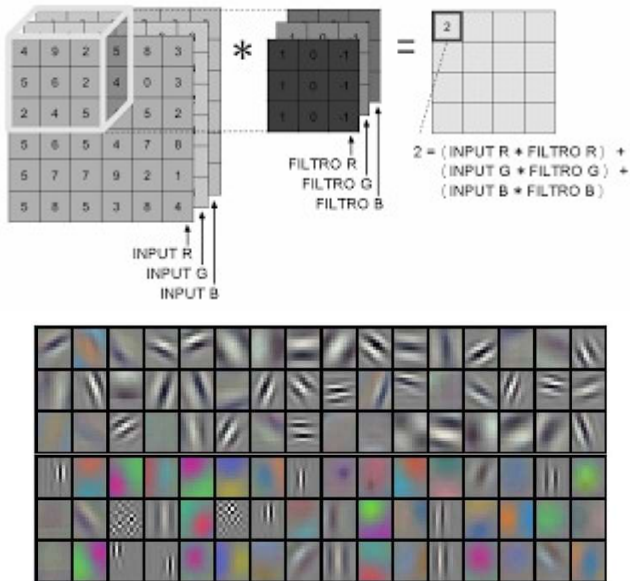 4 9 2 5 8 3
5 6 2 4 0 3
2 4 5 5 2
5 6 5 4 7 8
5 7 7 9 2 1
5 8 5 3 8 4
*
1 0 -1
1 0 -1
1 0 -1
=
2
FILTRO R
FILTRO G
FILTRO B
INPUT R
INPUT G
INPUT B
2 = ( INPUT R * FILTRO R ) +
( INPUT G * FILTRO G ) +
( INPUT B * FILTRO B )